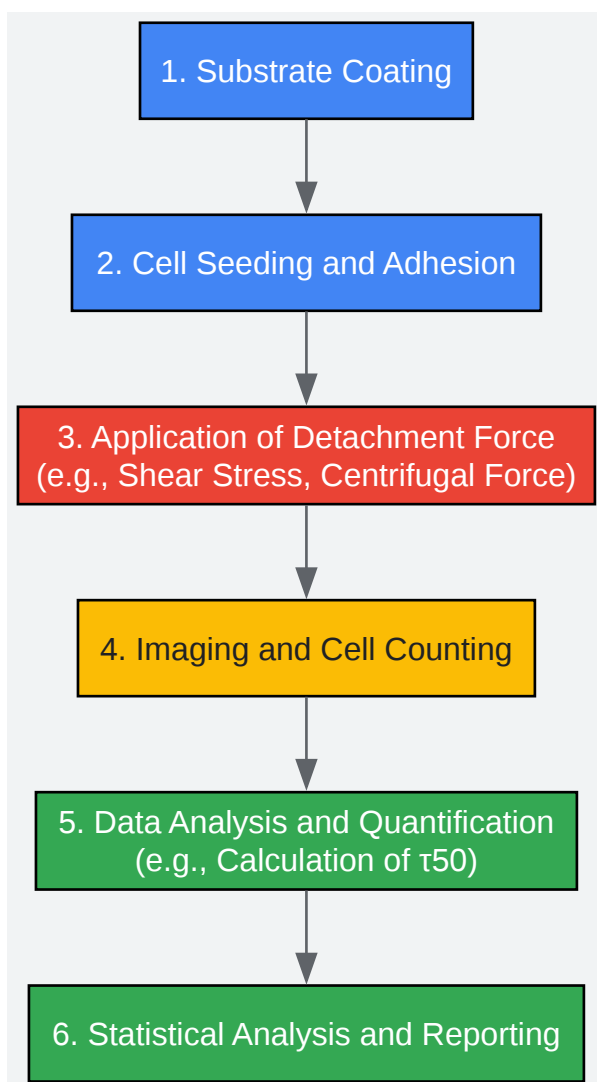 1. Substrate Coating
2. Cell Seeding and Adhesion
3. Application of Detachment Force
(e.g., Shear Stress, Centrifugal Force)
4. Imaging and Cell Counting
5. Data Analysis and Quantification
(e.g., Calculation of τ50)
6. Statistical Analysis and Reporting